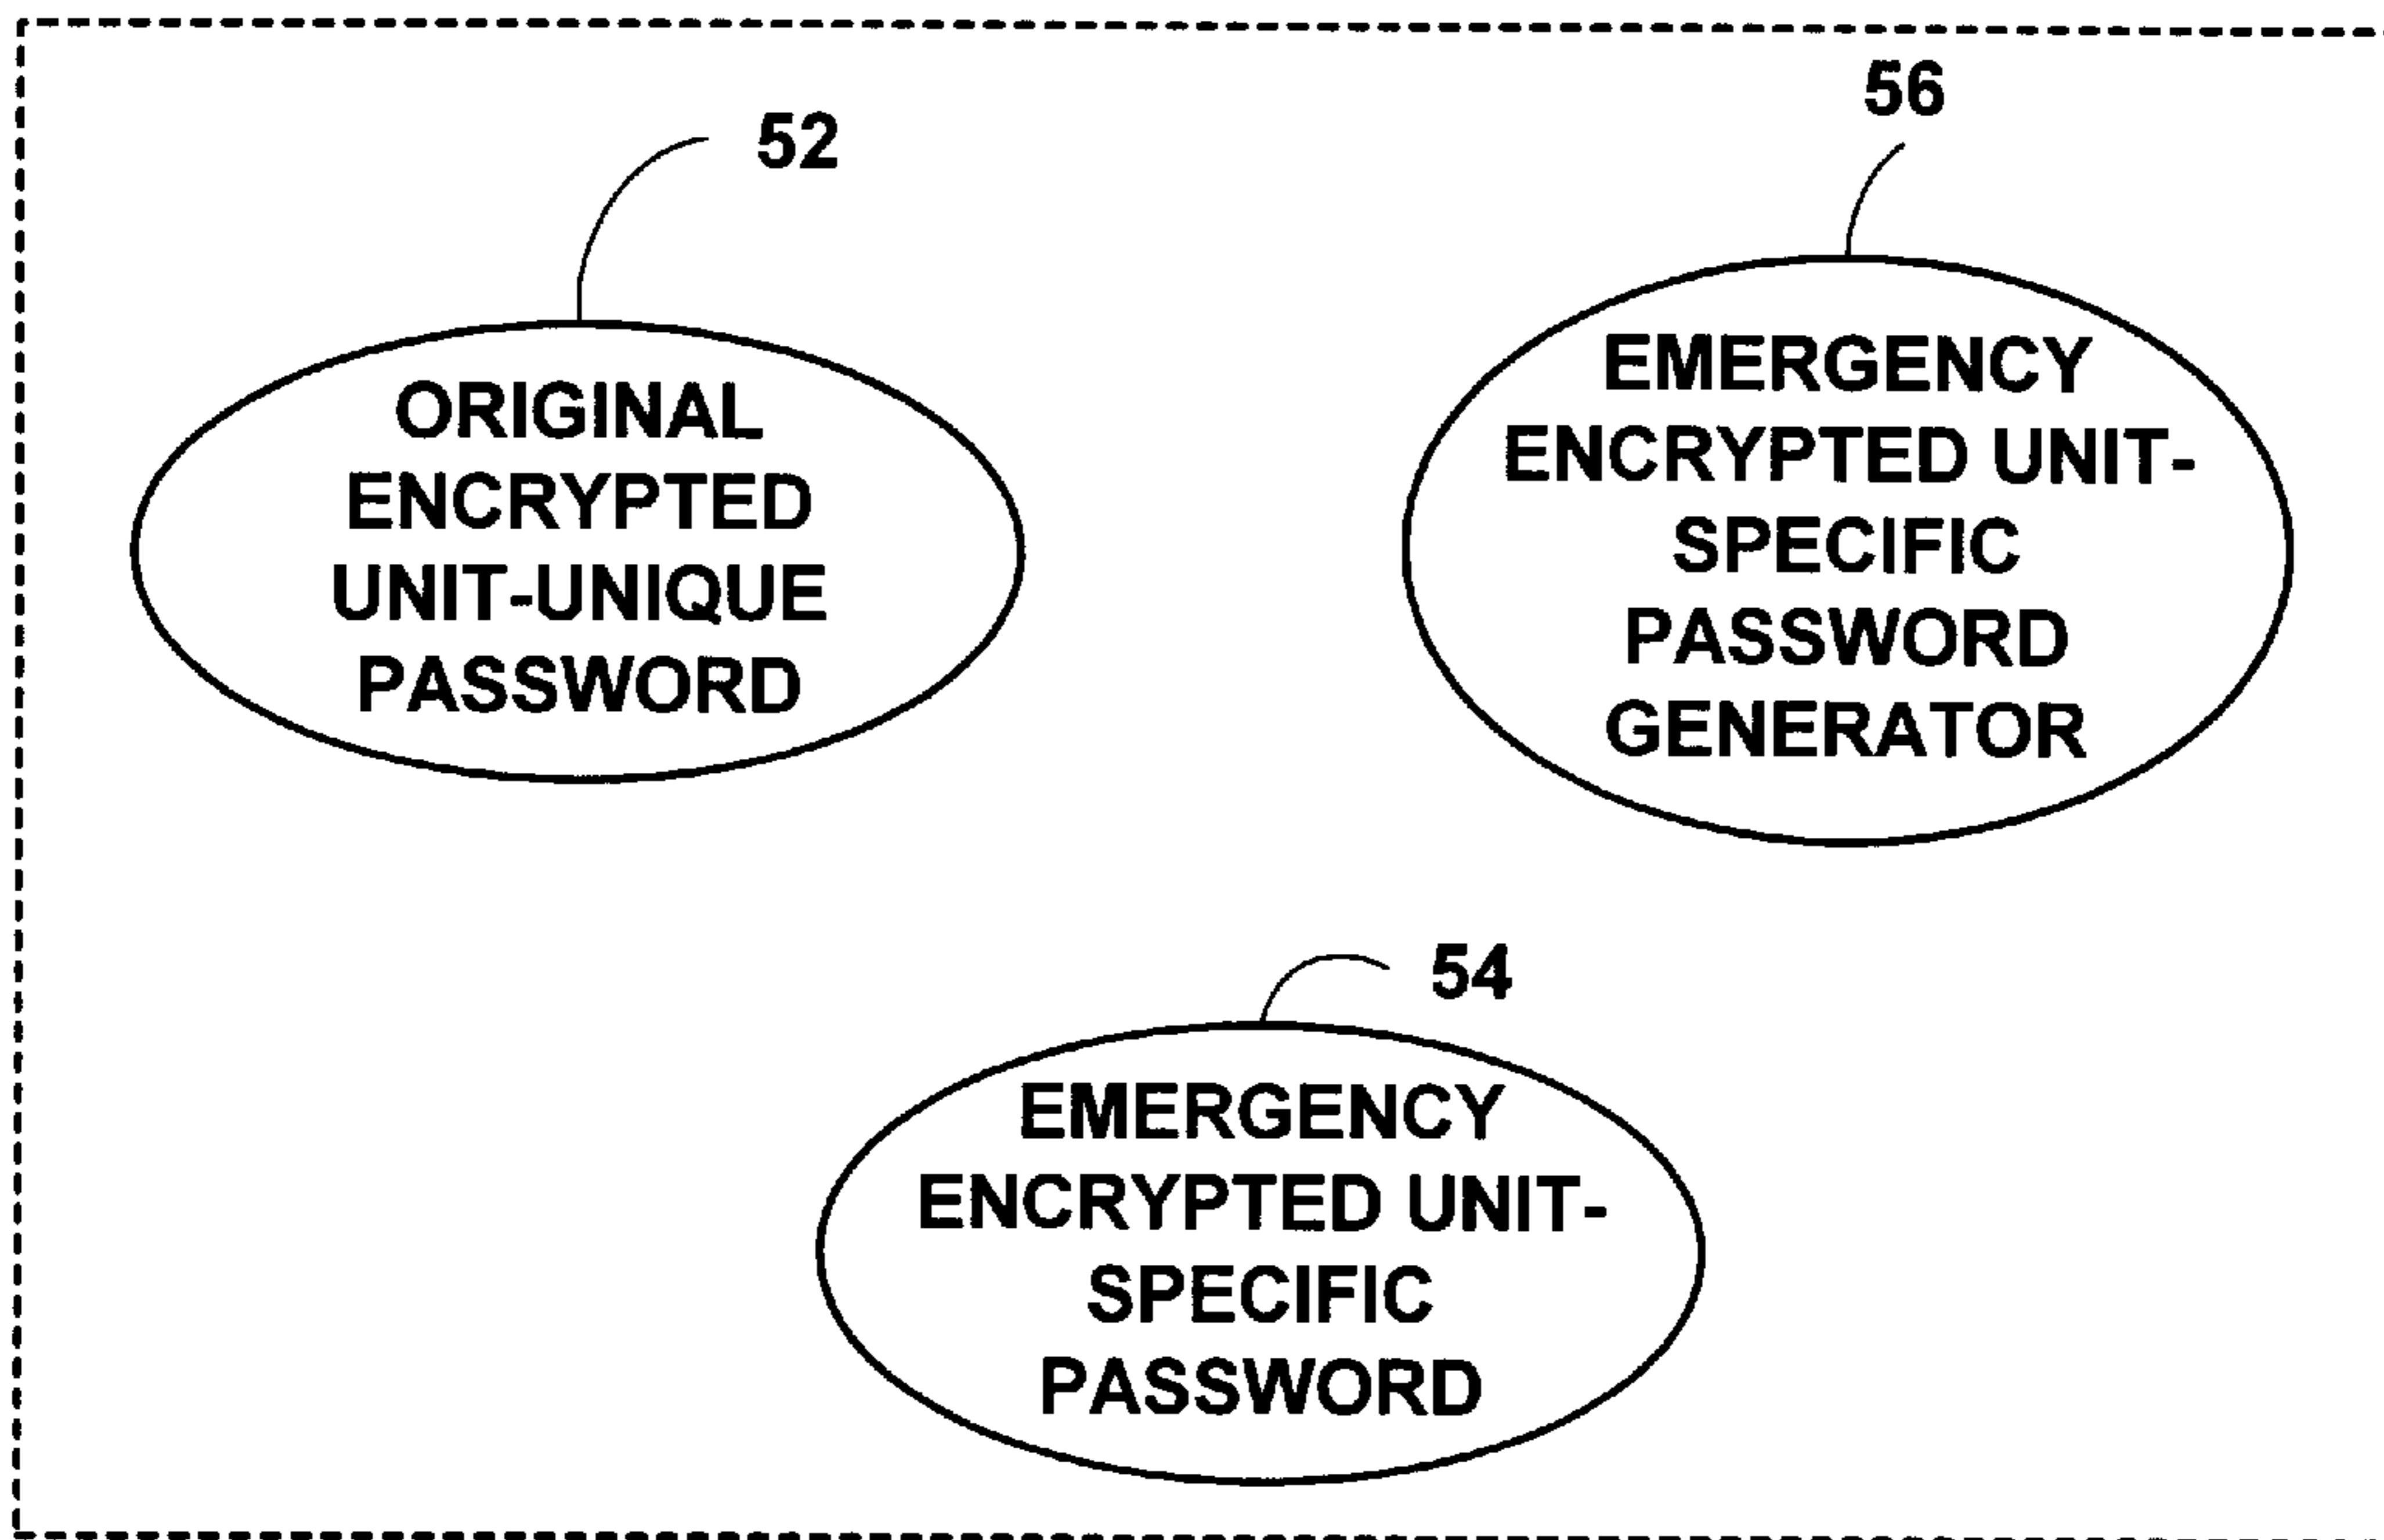 52
ORIGINAL
ENCRYPTED
UNIT-UNIQUE
PASSWORD
56
EMERGENCY
ENCRYPTED UNIT-
SPECIFIC
PASSWORD
GENERATOR
54
EMERGENCY
ENCRYPTED UNIT-
SPECIFIC
PASSWORD